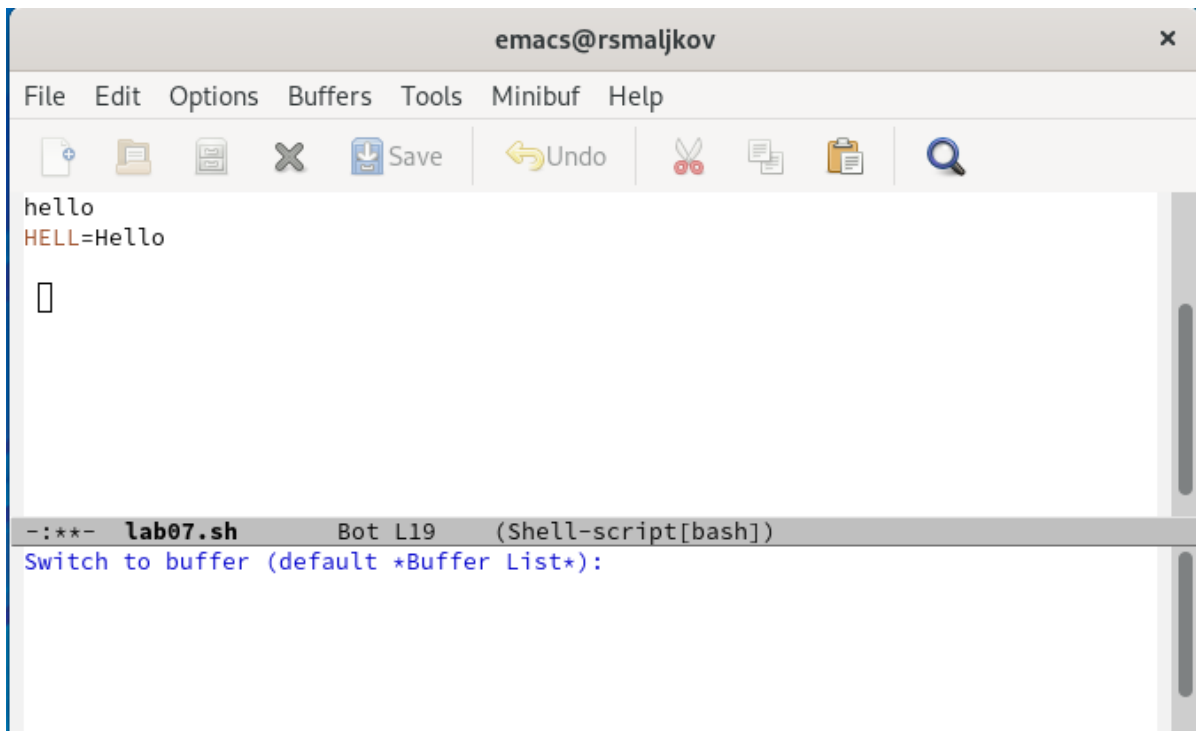 emacs@rsmaljkov
File Edit Options Buffers Tools Minibuf Help
Save Undo
hello
HELL=Hello
-:**- lab07.sh Bot L19 (Shell-script[bash])
Switch to buffer (default *Buffer List*):